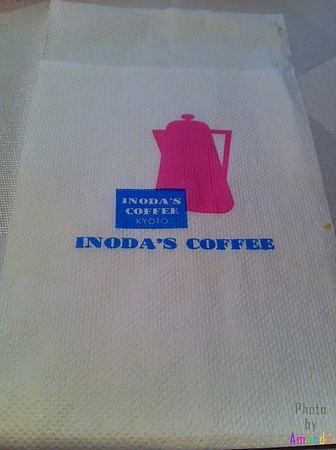 INODA'S
COFFEE
KYOTO
INODA'S COFFEE
Photo
by
Amanda